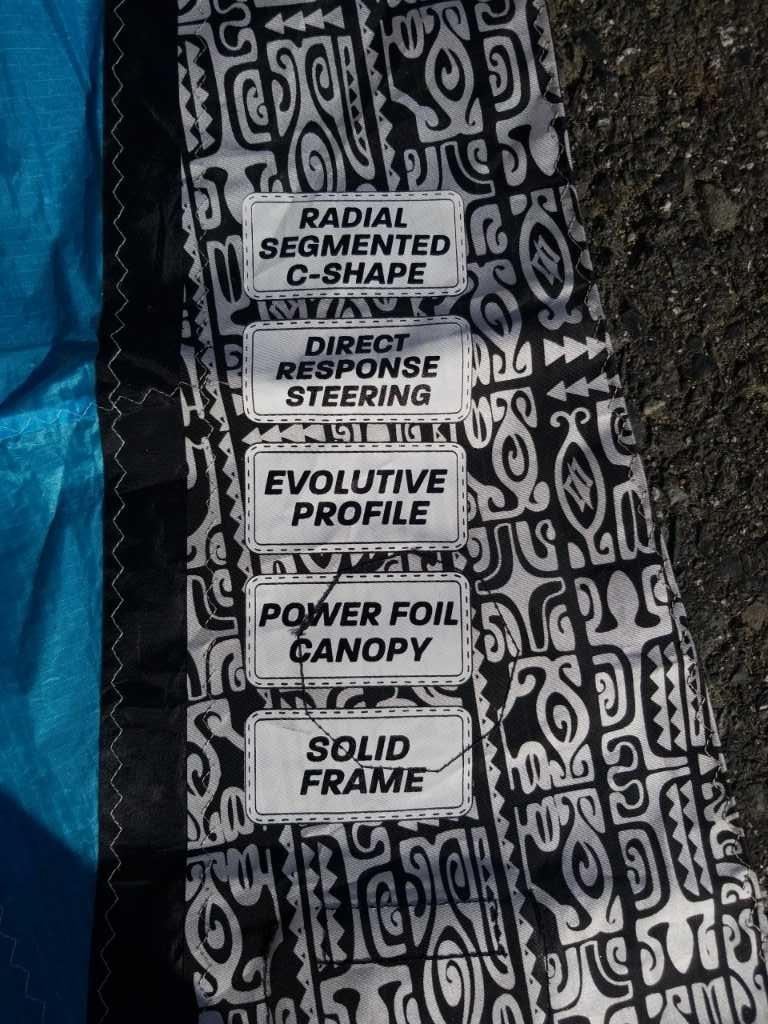 RADIAL
SEGMENTED
C-SHAPE
DIRECT
RESPONSE
STEERING
EVOLUTIVE
PROFILE
POWER FOIL
CANOPY
SOLID
FRAME